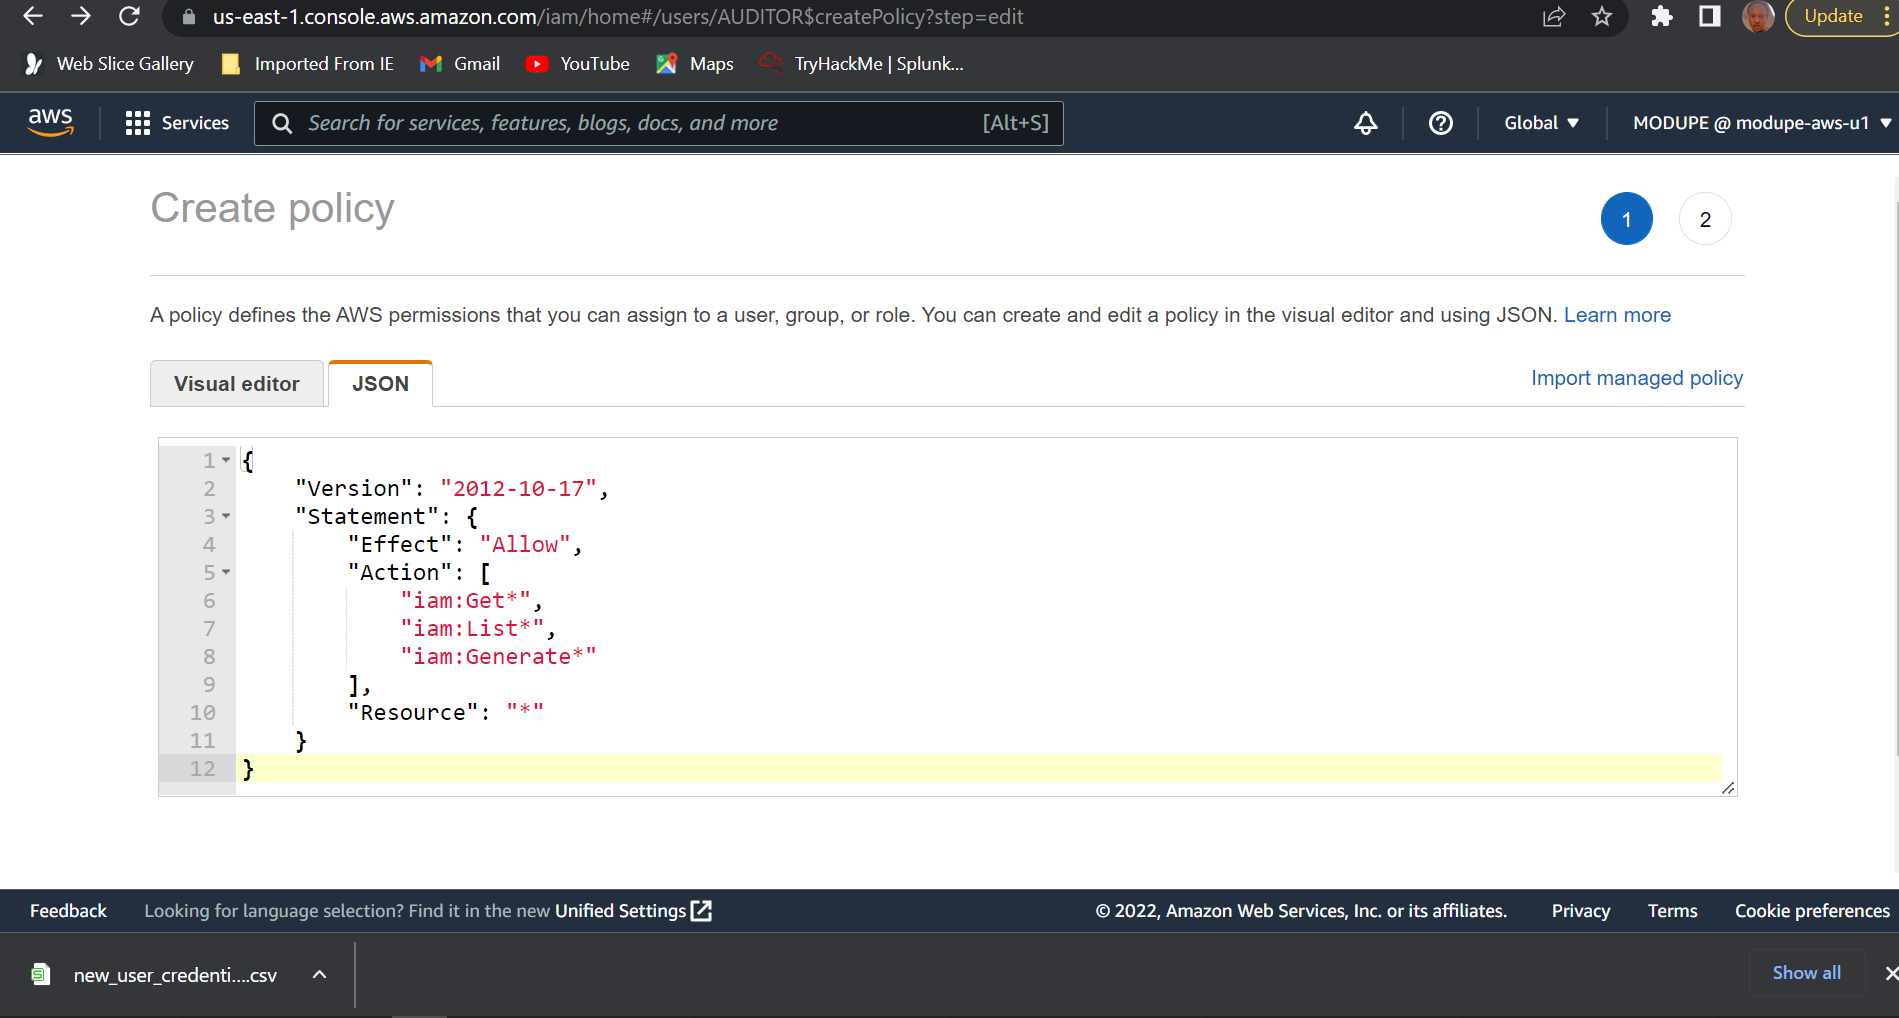 us-east-1.console.aws.amazon.com/iam/home#/users/AUDITOR$createPolicy?step=edit
Update
Web Slice Gallery
Imported From IE
Gmail
YouTube
Maps
TryHackMe | Splunk...
aws
Services
Search for services, features, blogs, docs, and more
[Alt+S]
Global
MODUPE @ modupe-aws-u1
Create policy
1
2
A policy defines the AWS permissions that you can assign to a user, group, or role. You can create and edit a policy in the visual editor and using JSON. Learn more
Visual editor
JSON
Import managed policy
1 {
2     "Version": "2012-10-17",
3     "Statement": {
4         "Effect": "Allow",
5         "Action": [
6             "iam:Get*",
7             "iam:List*",
8             "iam:Generate*"
9         ],
10         "Resource": "*"
11     }
12 }
Feedback
Looking for language selection? Find it in the new Unified Settings
© 2022, Amazon Web Services, Inc. or its affiliates.
Privacy
Terms
Cookie preferences
new_user_credenti....csv
Show all